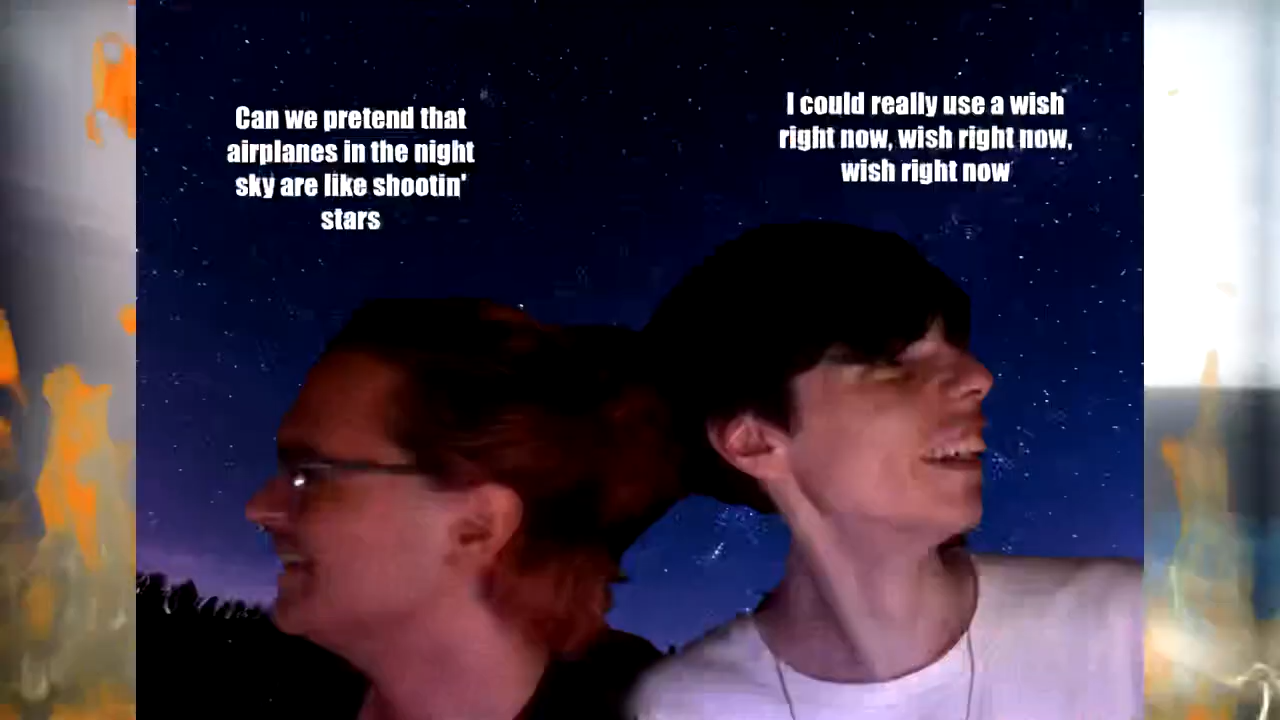 Can we pretend that
airplanes in the night
sky are like shootin'
stars
I could really use a wish
right now, wish right now,
wish right now